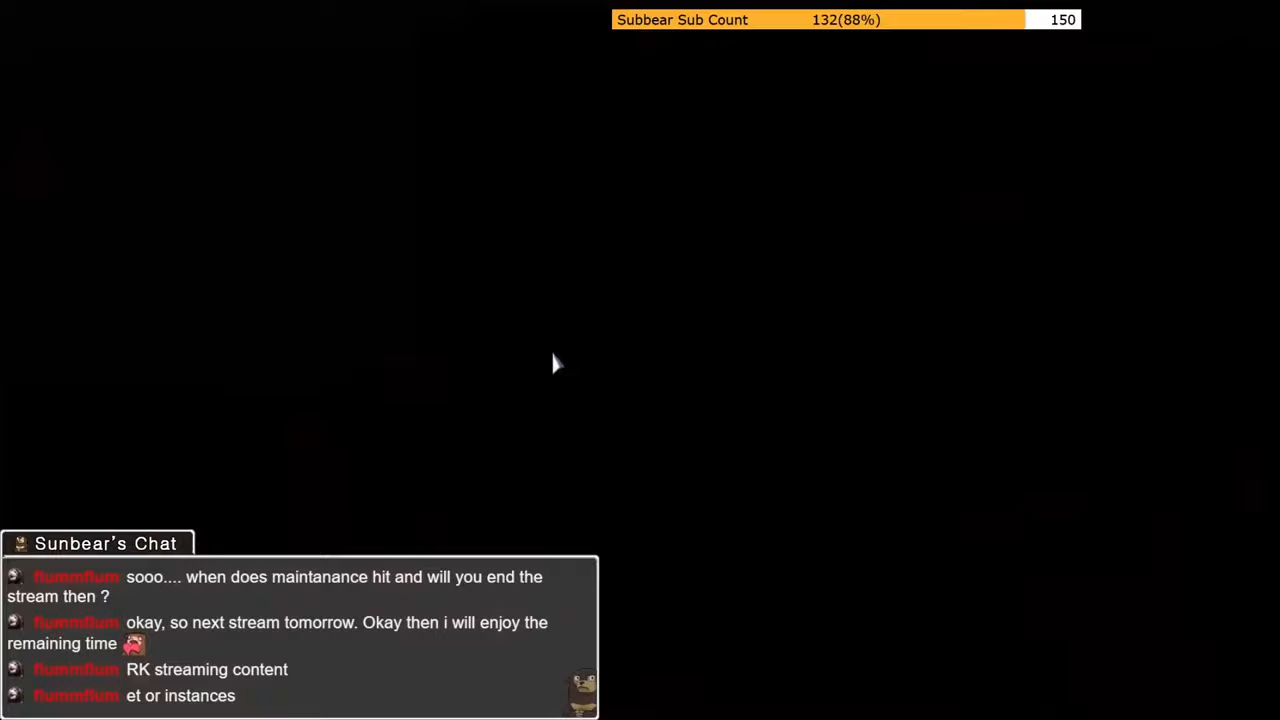 Subbear Sub Count 132(88%) 150
Sunbear's Chat
flummflum sooo.... when does maintanance hit and will you end the
stream then ?
flummflum okay, so next stream tomorrow. Okay then i will enjoy the
remaining time
flummflum RK streaming content
flummflum et or instances